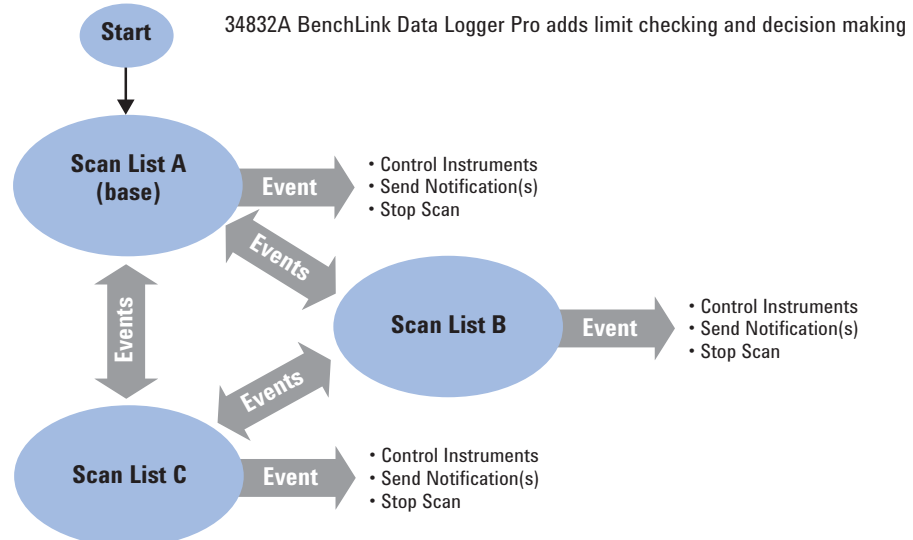 34832A BenchLink Data Logger Pro adds limit checking and decision making
Start
Scan List A
(base)
Event
• Control Instruments
• Send Notification(s)
• Stop Scan
Events
Events
Scan List B
Event
• Control Instruments
• Send Notification(s)
• Stop Scan
Events
Scan List C
Event
• Control Instruments
• Send Notification(s)
• Stop Scan